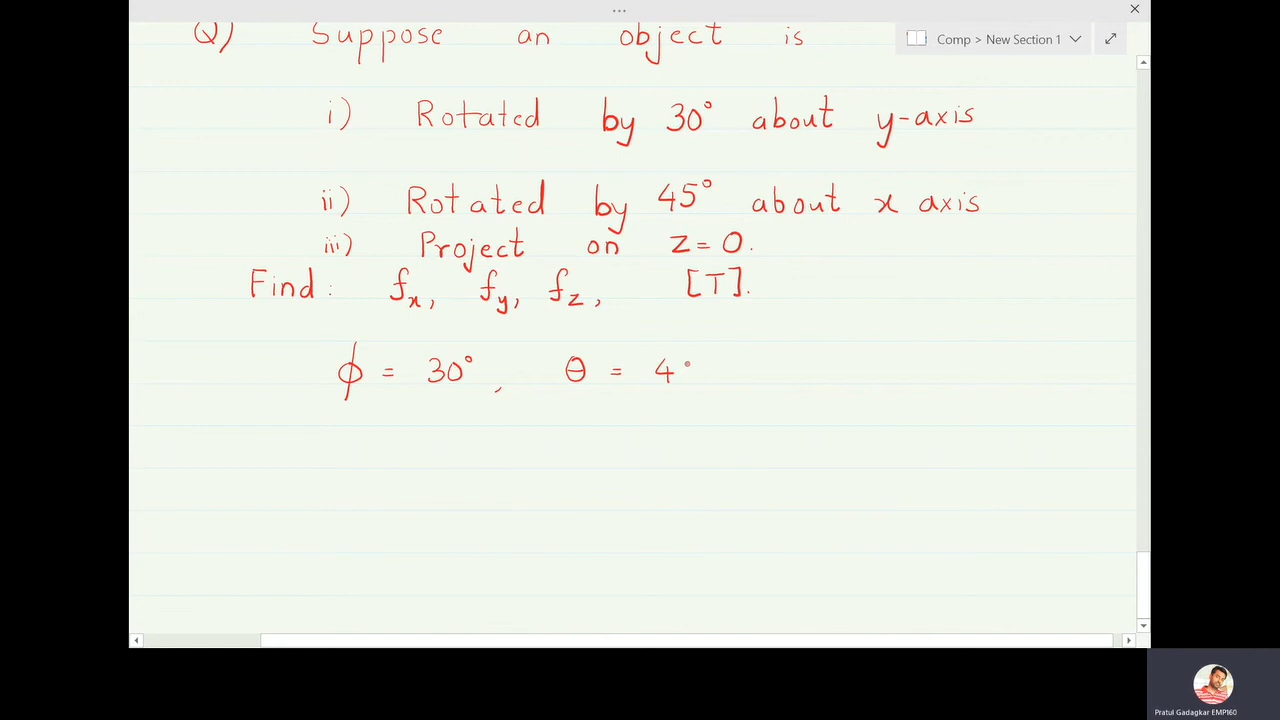 Comp > New Section 1
Q) Suppose an object is
i) Rotated by 30° about y-axis
ii) Rotated by 45° about x axis
iii) Project on z = 0.
Find: fx, fy, fz, [T].
ϕ = 30°, θ = 4
Pratul Gadagkar EMP160